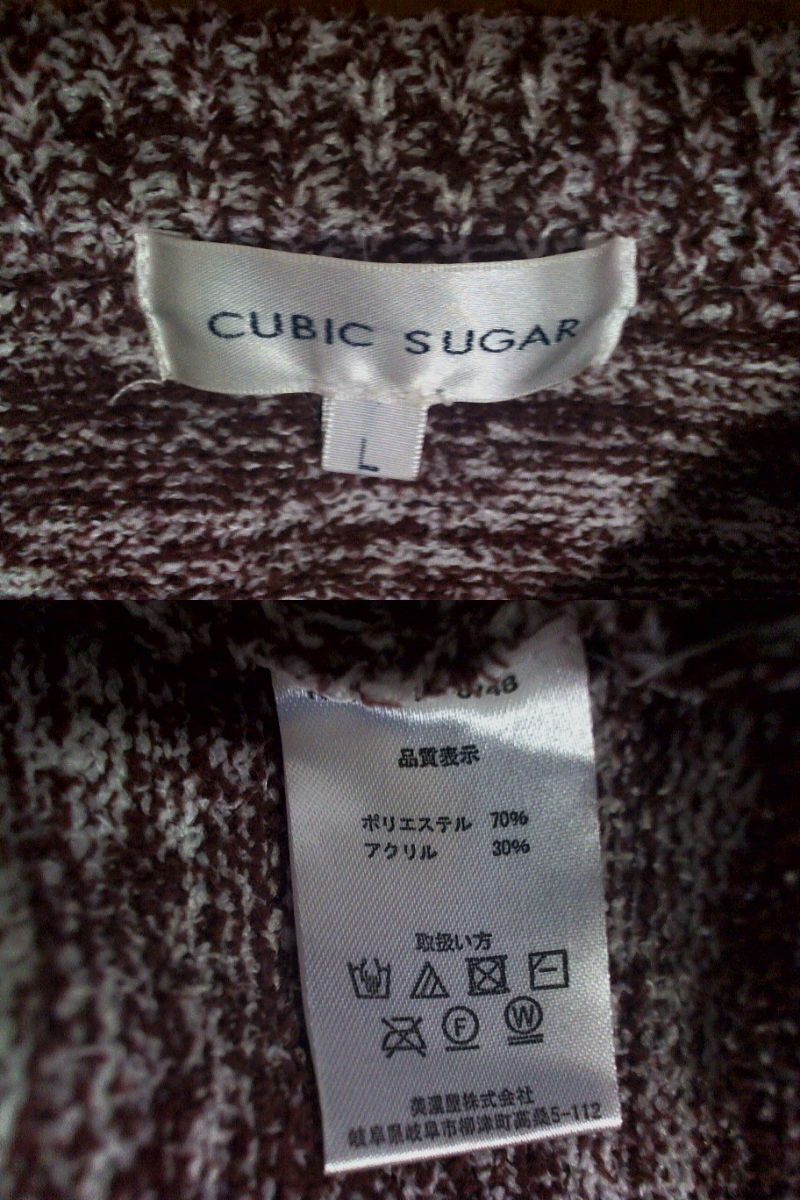 CUBIC SUGAR
L
品質表示
ポリエステル 70%
アクリル 30%
取扱い方
F W
美濃屋株式会社
岐阜県岐阜市柳津町高桑5-112